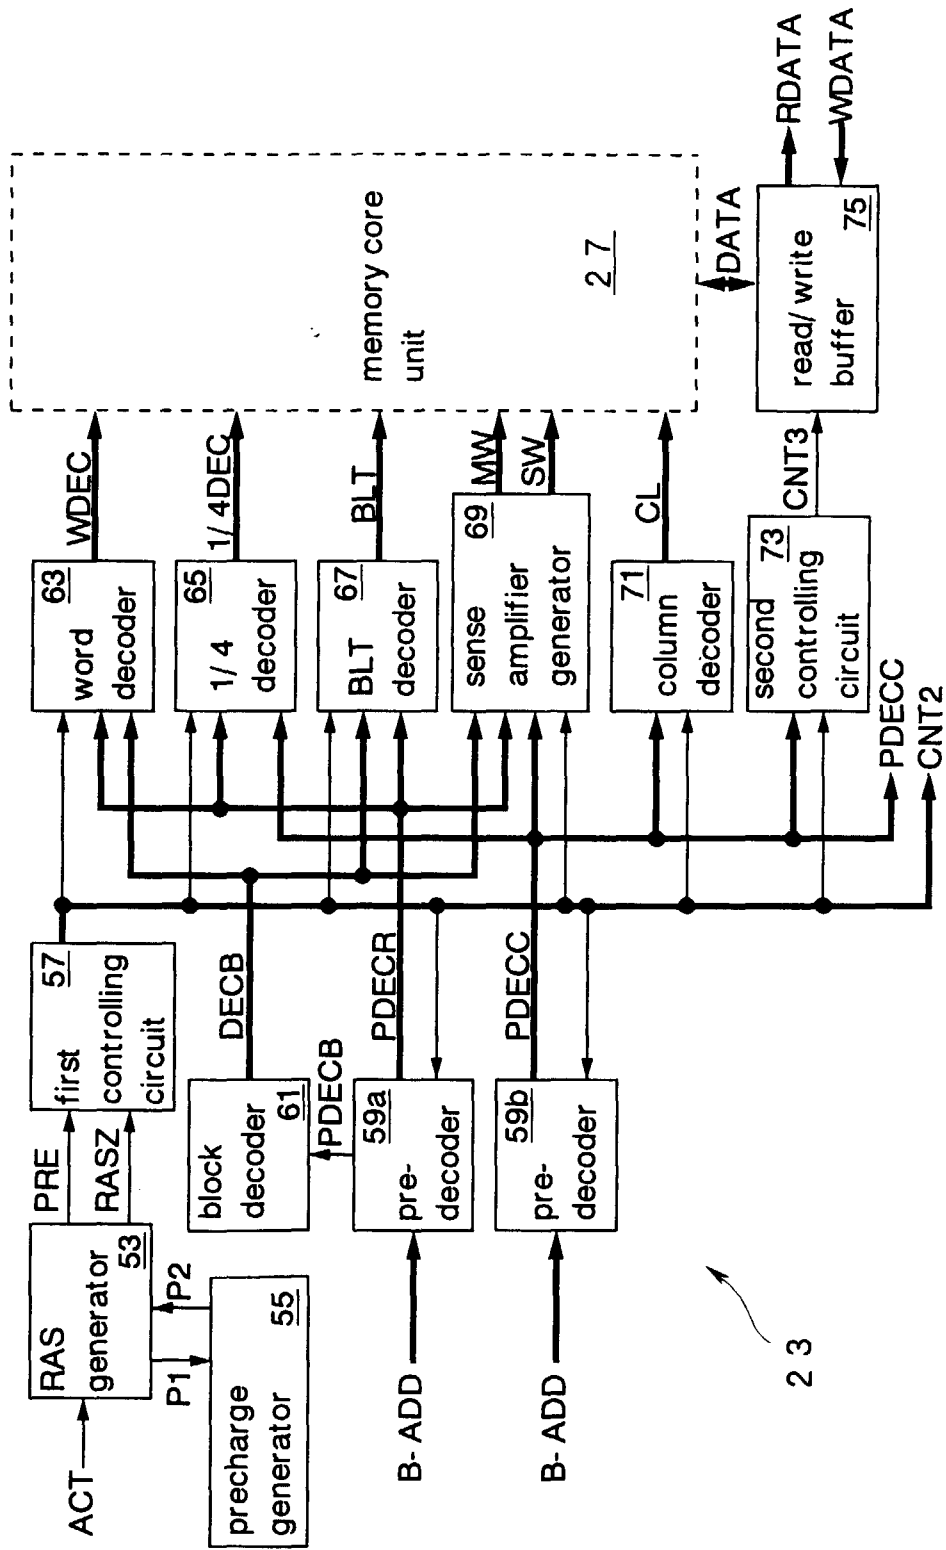 ACT
RAS
generator
53
P1
P2
precharge
generator
55
PRE
RASZ
first
controlling
circuit
57
block
decoder
61
DECB
PDECB
B- ADD
pre-
decoder
59a
PDECR
B- ADD
pre-
decoder
59b
PDECC
word
decoder
63
WDEC
1/4
decoder
65
1/4DEC
BLT
decoder
67
BLT
sense
amplifier
generator
69
MW
SW
column
decoder
71
CL
second
controlling
circuit
73
CNT3
PDECC
CNT2
memory core
unit
27
DATA
read/write
buffer
75
RDATA
WDATA
23